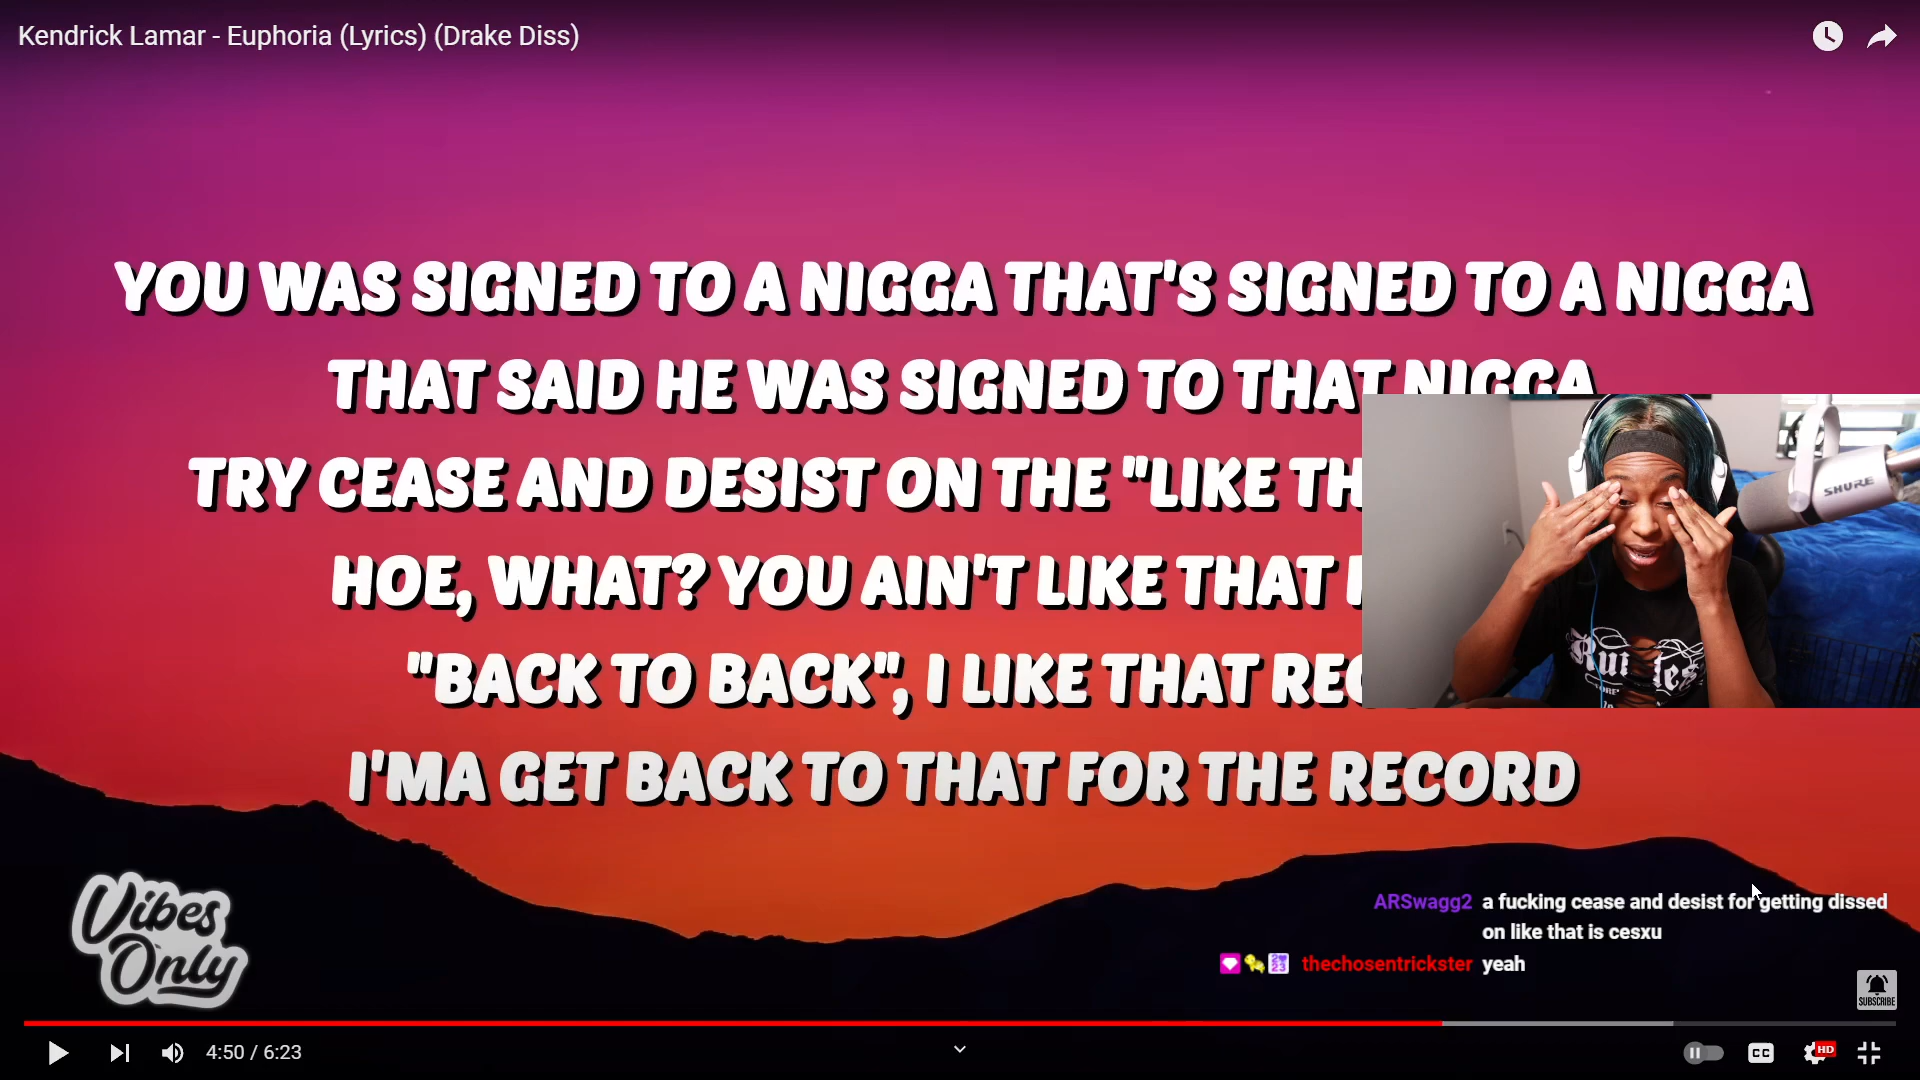 Kendrick Lamar - Euphoria (Lyrics) (Drake Diss)
YOU WAS SIGNED TO A NIGGA THAT'S SIGNED TO A NIGGA
THAT SAID HE WAS SIGNED TO THAT NIGGA
TRY CEASE AND DESIST ON THE "LIKE TH
HOE, WHAT? YOU AIN'T LIKE THAT
"BACK TO BACK", I LIKE THAT REC
I'MA GET BACK TO THAT FOR THE RECORD
SHURE
Vibes
Only
ARSwagg2 a fucking cease and desist for getting dissed
on like that is cesxu
thechosentrickster yeah
SUBSCRIBE
4:50 / 6:23
CC
HD